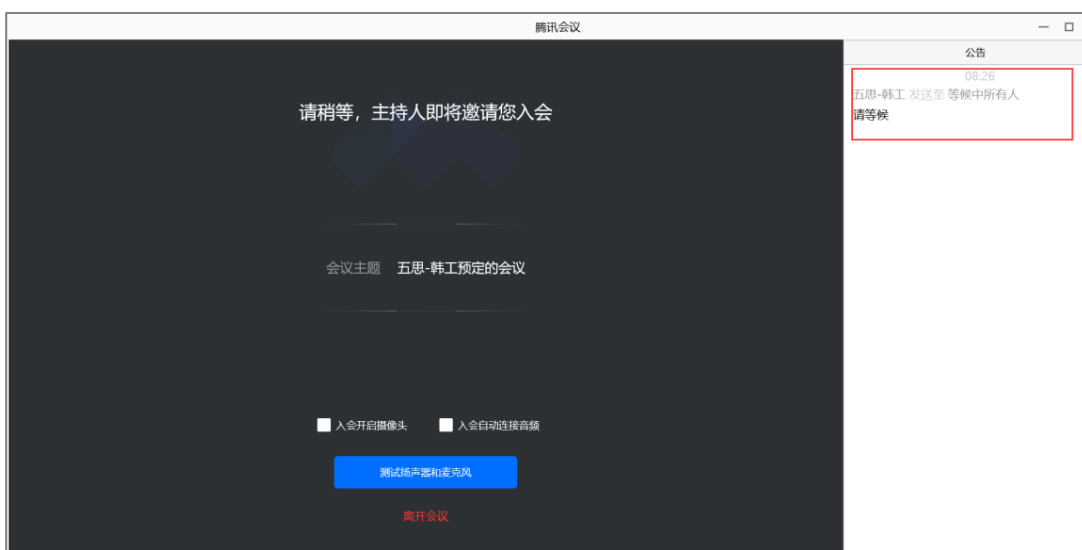 腾讯会议
公告
08:26
五思-韩工 发送至 等候中所有人
请等候
请稍等，主持人即将邀请您入会
会议主题 五思-韩工预定的会议
入会开启摄像头 入会自动连接音频
测试扬声器和麦克风
离开会议